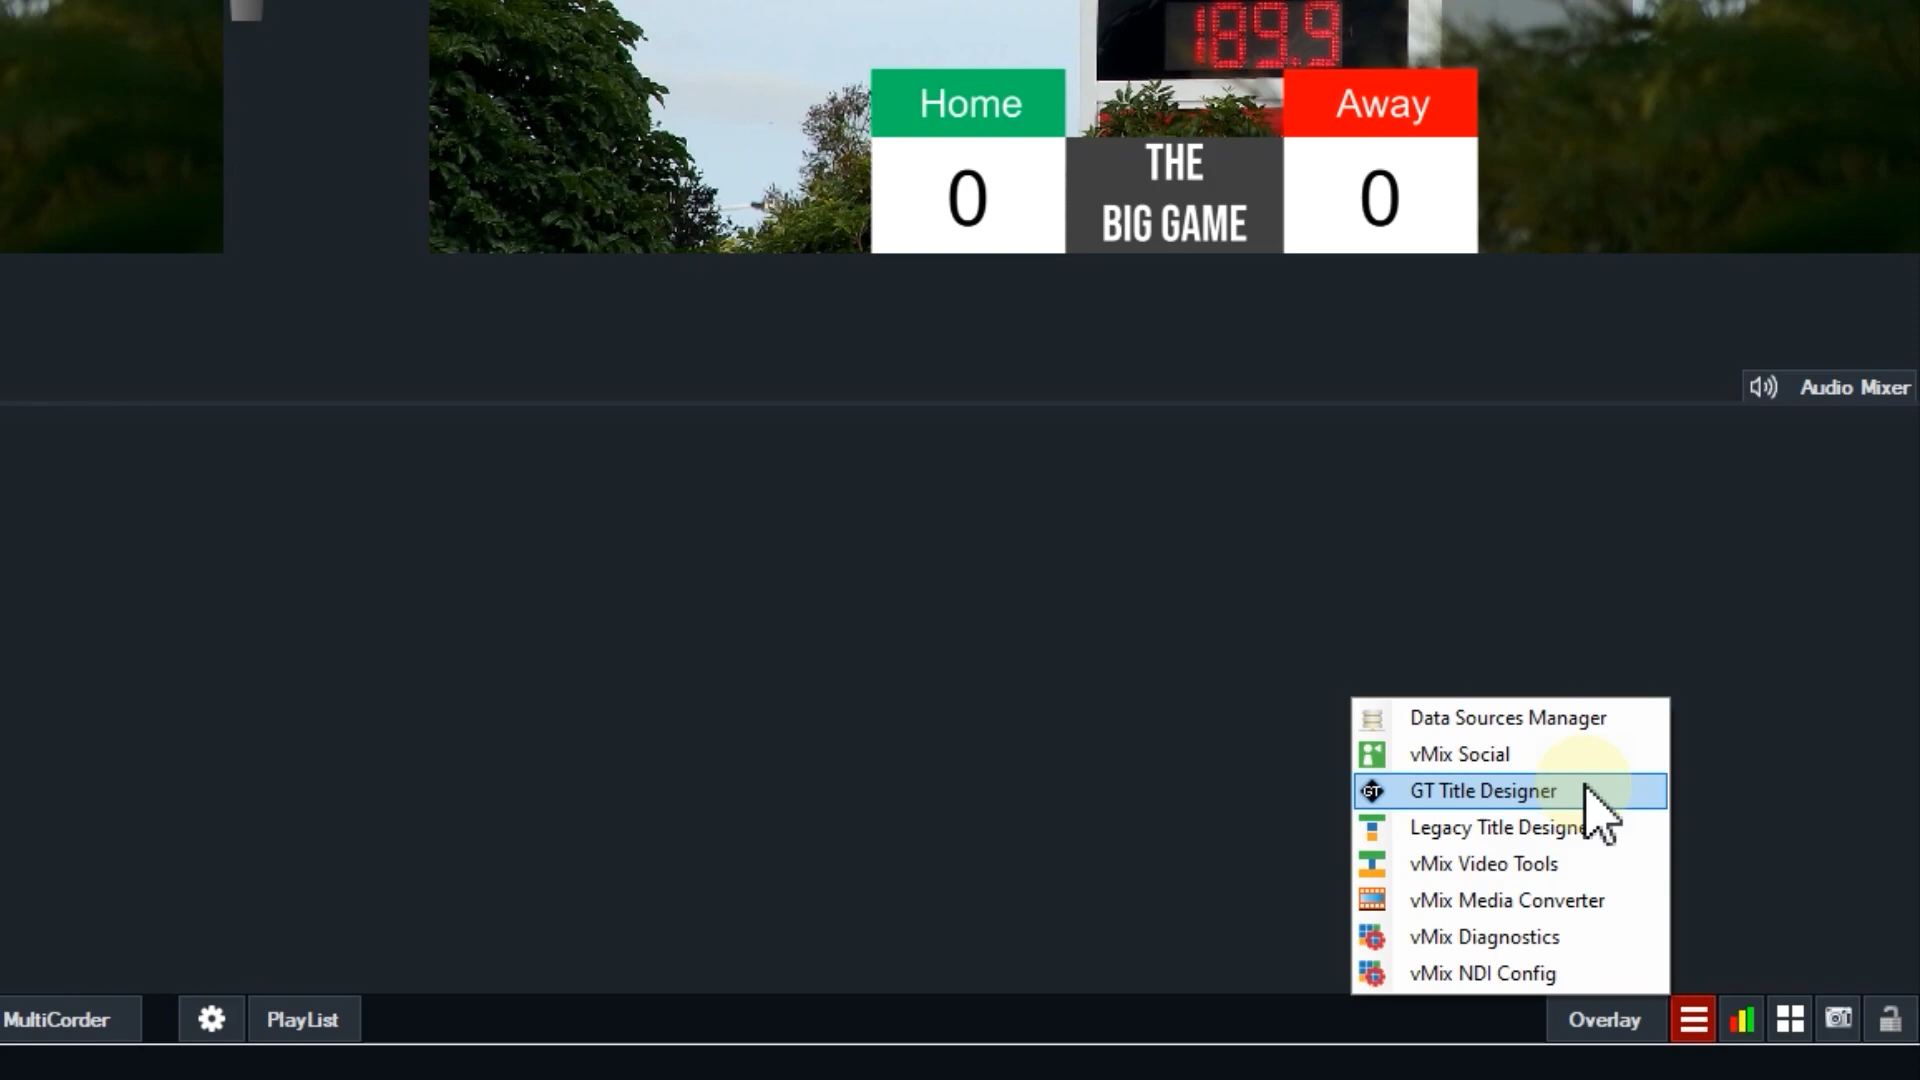 189.9
Home
Away
0
THE
BIG GAME
0
Audio Mixer
Data Sources Manager
vMix Social
GT
GT Title Designer
Legacy Title Designe
vMix Video Tools
vMix Media Converter
vMix Diagnostics
vMix NDI Config
MultiCorder
PlayList
Overlay